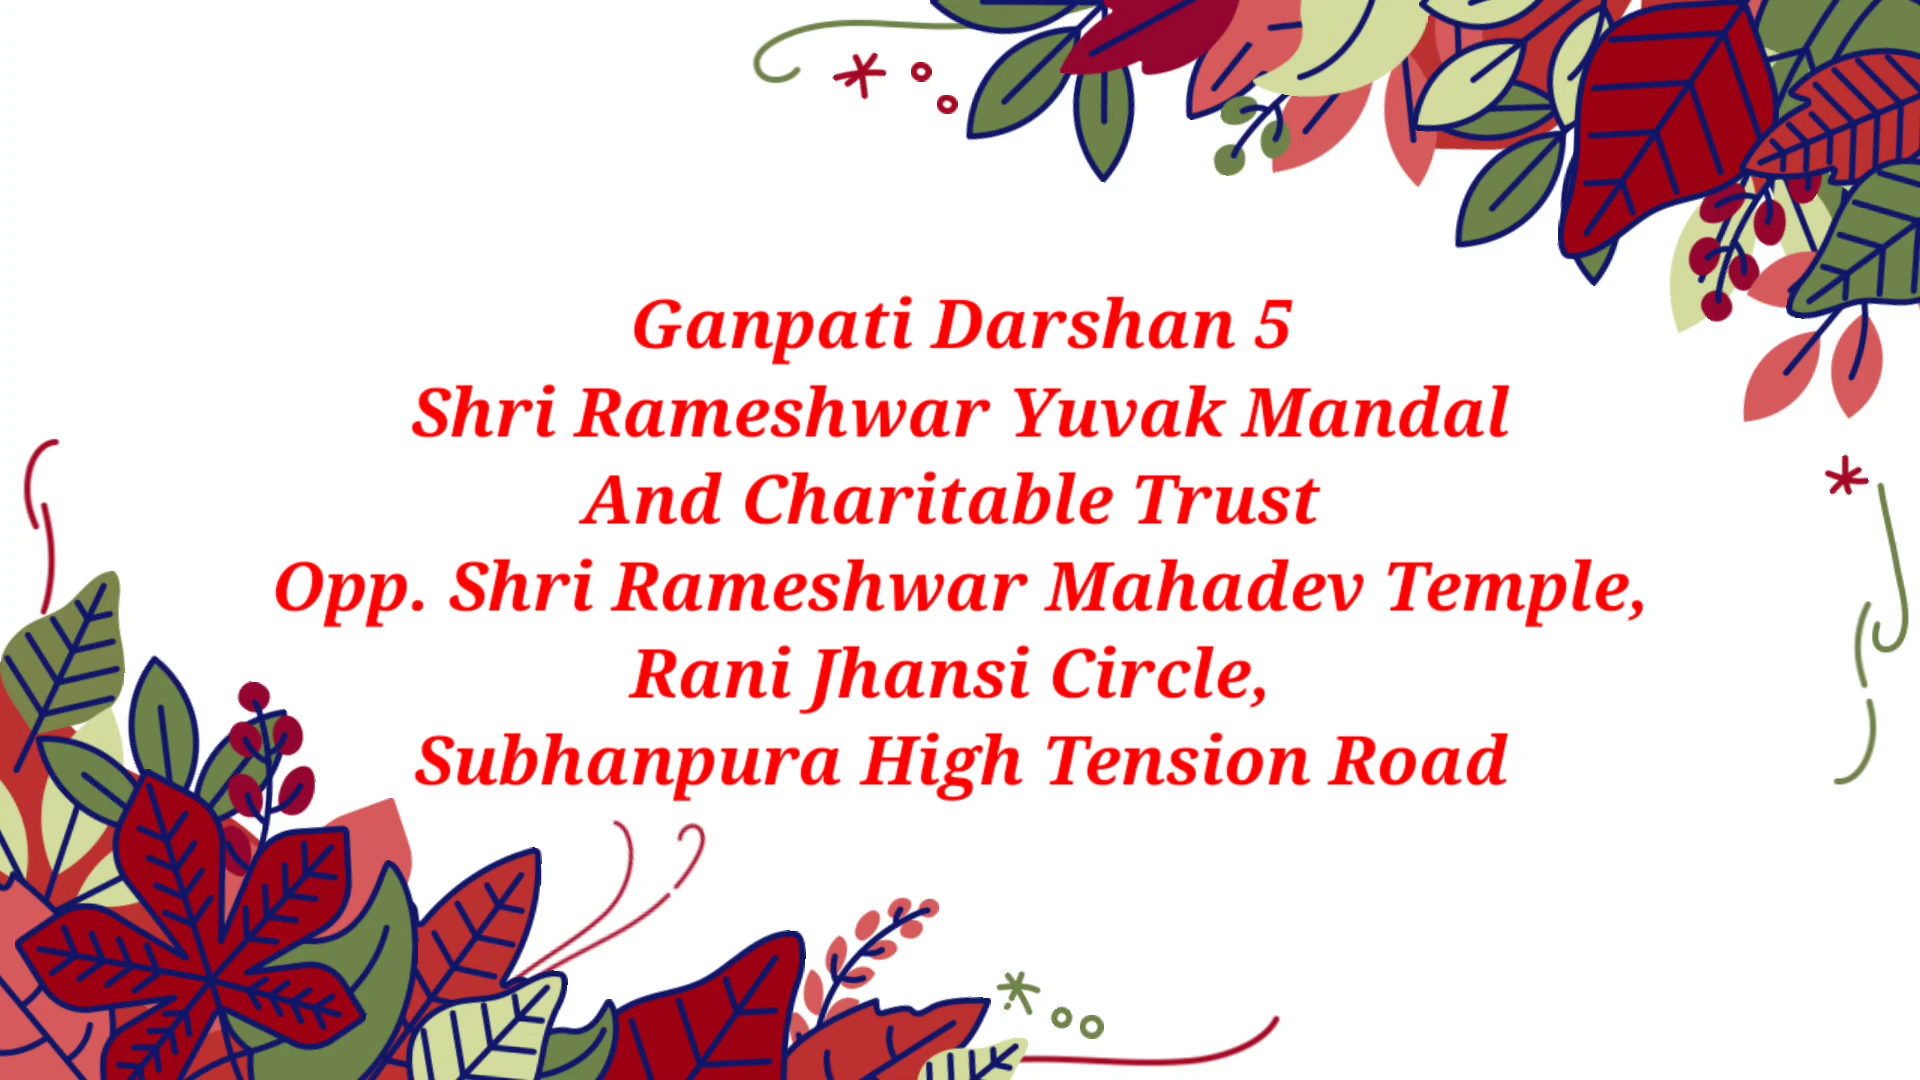 Ganpati Darshan 5
Shri Rameshwar Yuvak Mandal
And Charitable Trust
Opp. Shri Rameshwar Mahadev Temple,
Rani Jhansi Circle,
Subhanpura High Tension Road